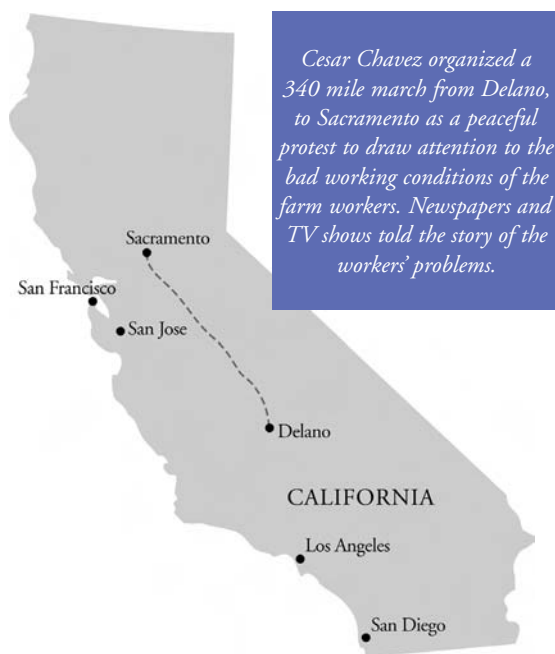 Cesar Chavez organized a
340 mile march from Delano,
to Sacramento as a peaceful
protest to draw attention to the
bad working conditions of the
farm workers. Newspapers and
TV shows told the story of the
workers' problems.
Sacramento
San Francisco
San Jose
Delano
CALIFORNIA
Los Angeles
San Diego